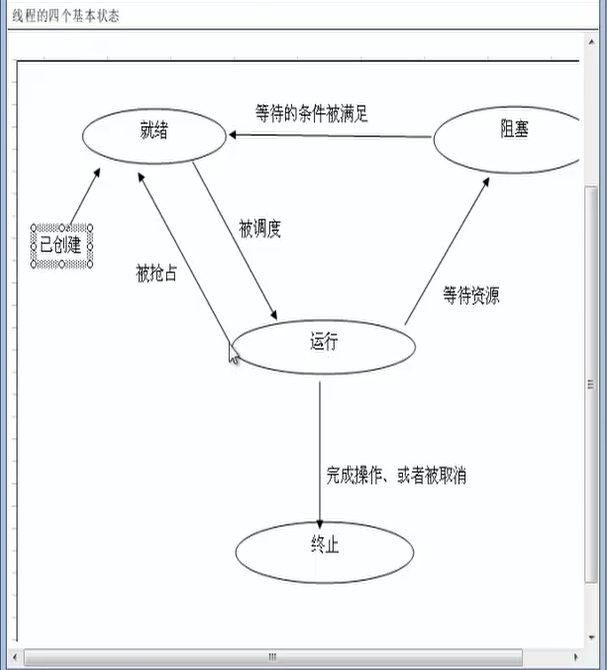 线程的四个基本状态
等待的条件被满足
就绪
阻塞
已创建
被调度
被抢占
等待资源
运行
完成操作、或者被取消
终止